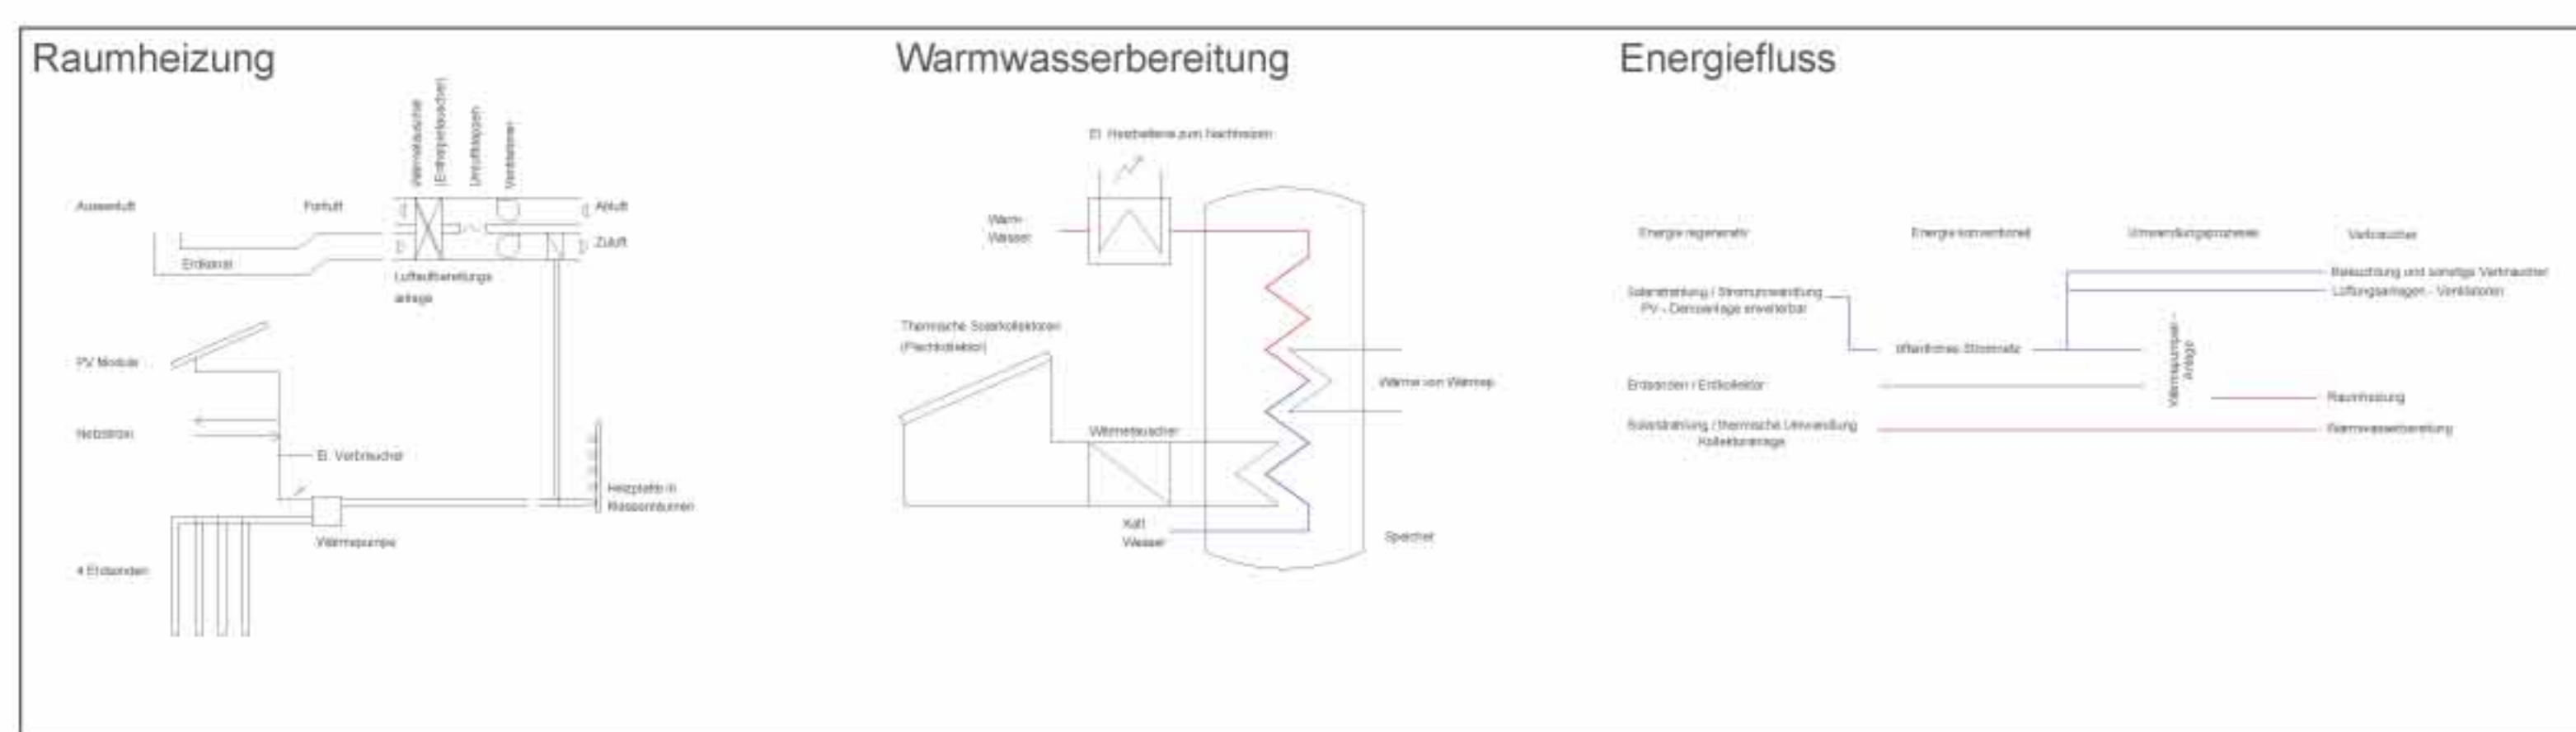 Raumheizung
Wärmetauscher
(Enthalpietauscher)
Umluftklappen
Ventilatoren
Aussenluft
Fortluft
Abluft
Zuluft
Erdkanal
Luftaufbereitungs
anlage
PV Module
Netzstrom
El. Verbraucher
Heizplatte in
Klassenräumen
Wärmepumpe
4 Erdsonden
Warmwasserbereitung
El. Heizbatterie zum Nachheizen
Warm
Wasser
Thermische Solarkollektoren
(Flachkollektor)
Wärme von Wärmep.
Wärmetauscher
Kalt
Wasser
Speicher
Energiefluss
Energie regenerativ
Energie konventionell
Umwandlungsprozesse
Verbraucher
Beleuchtung und sonstige Verbraucher
Solarstrahlung / Stromumwandlung
Lüftungsanlagen - Ventilatoren
PV - Demoanlage erweiterbar
öffentliches Stromnetz
Wärmepumpen -
Anlage
Erdsonden / Erdkollektor
Raumheizung
Solarstrahlung / thermische Umwandlung
Kollektoranlage
Warmwasserbereitung